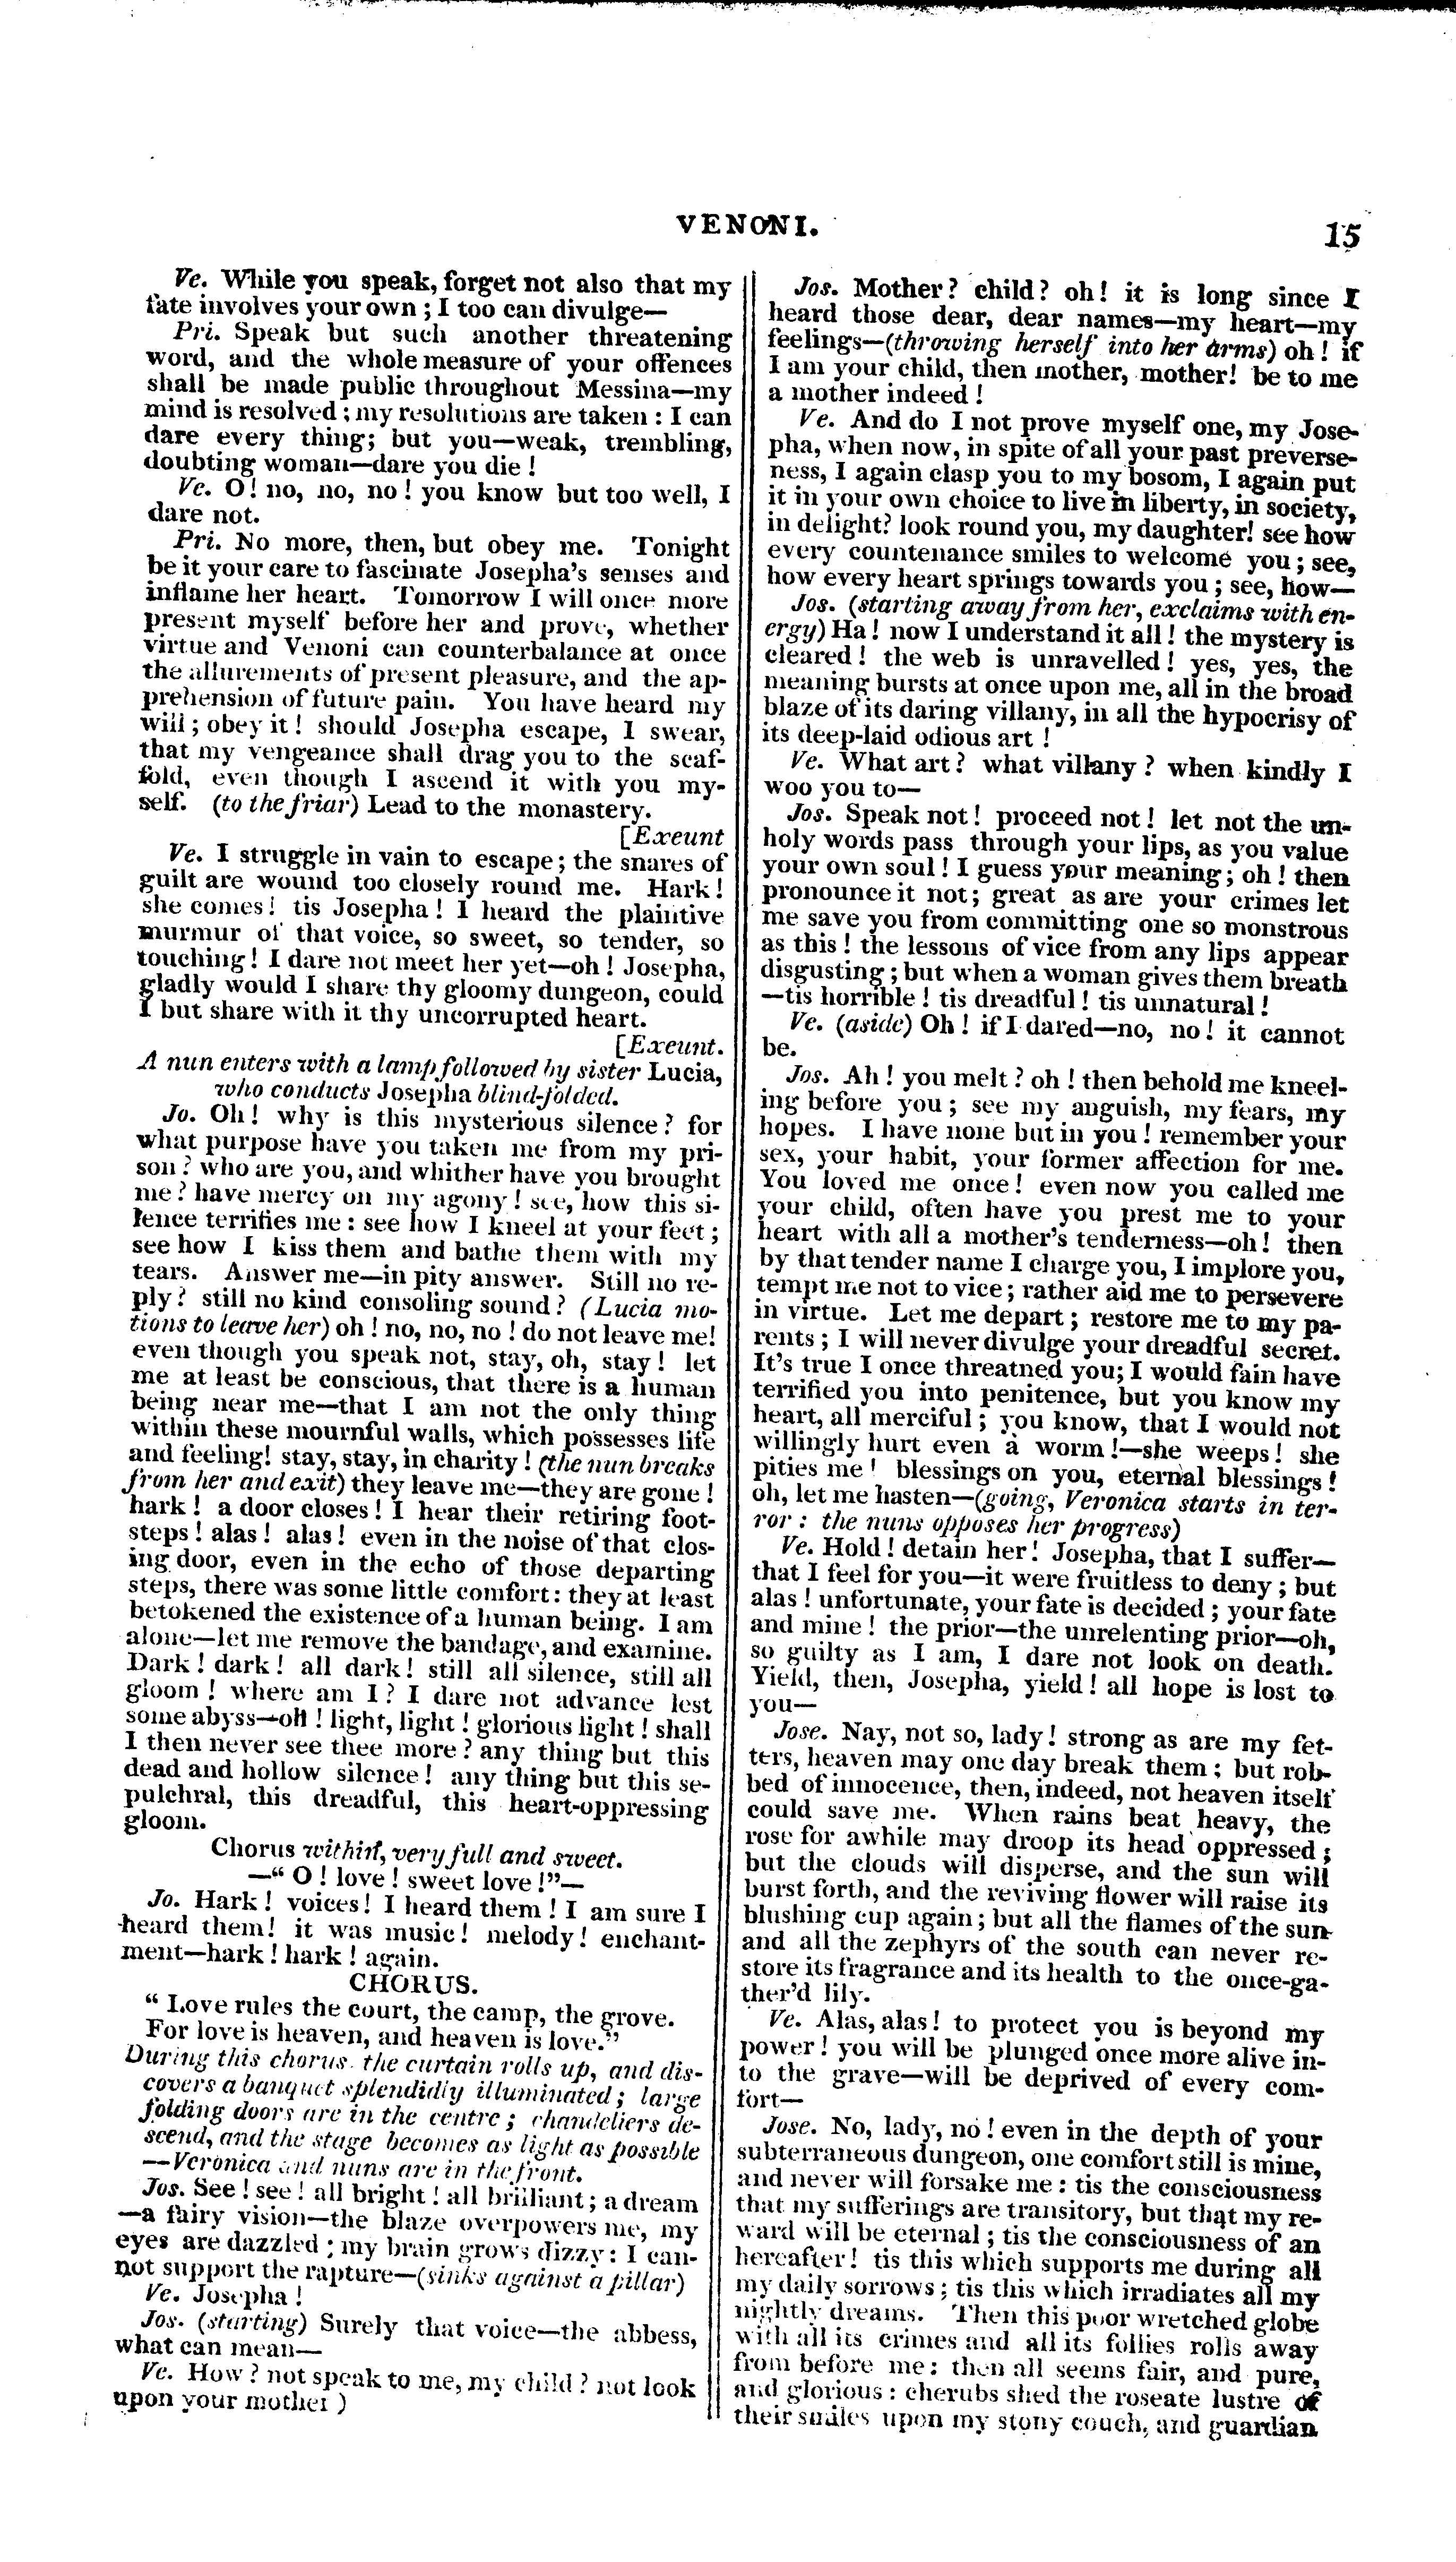 VENONI.
15
Ve. While you speak, forget not also that my
fate involves your own ; I too can divulge—
Pri. Speak but such another threatening
word, and the whole measure of your offences
shall be made public throughout Messina—my
mind is resolved ; my resolutions are taken : I can
dare every thing; but you—weak, trembling,
doubting woman—dare you die !
Ve. O! no, no, no! you know but too well, I
dare not.
Pri. No more, then, but obey me. Tonight
be it your care to fascinate Josepha's senses and
inflame her heart. Tomorrow I will once more
present myself before her and prove, whether
virtue and Venoni can counterbalance at once
the allurements of present pleasure, and the ap-
prehension of future pain. You have heard my
will ; obey it! should Josepha escape, I swear,
that my vengeance shall drag you to the scaf-
fold, even though I ascend it with you my-
self. (to the friar) Lead to the monastery.
[Exeunt
Ve. I struggle in vain to escape; the snares of
guilt are wound too closely round me. Hark!
she comes! tis Josepha! I heard the plaintive
murmur of that voice, so sweet, so tender, so
touching! I dare not meet her yet—oh! Josepha,
gladly would I share thy gloomy dungeon, could
I but share with it thy uncorrupted heart.
[Exeunt.
A nun enters with a lamp followed by sister Lucia,
who conducts Josepha blind-folded.
Jo. Oh! why is this mysterious silence? for
what purpose have you taken me from my pri-
son? who are you, and whither have you brought
me? have mercy on my agony! see, how this si-
lence terrifies me : see how I kneel at your feet ;
see how I kiss them and bathe them with my
tears. Answer me—in pity answer. Still no re-
ply? still no kind consoling sound? (Lucia mo-
tions to leave her) oh ! no, no, no ! do not leave me!
even though you speak not, stay, oh, stay! let
me at least be conscious, that there is a human
being near me—that I am not the only thing
within these mournful walls, which possesses life
and feeling! stay, stay, in charity ! (the nun breaks
from her and exit) they leave me—they are gone !
hark! a door closes! I hear their retiring foot-
steps! alas! alas! even in the noise of that clos-
ing door, even in the echo of those departing
steps, there was some little comfort: they at least
betokened the existence of a human being. I am
alone—let me remove the bandage, and examine.
Dark! dark! all dark! still all silence, still all
gloom ! where am I? I dare not advance lest
some abyss—oh ! light, light ! glorious light ! shall
I then never see thee more? any thing but this
dead and hollow silence! any thing but this se-
pulchral, this dreadful, this heart-oppressing
gloom.
Chorus within, very full and sweet.
—“ O ! love ! sweet love !”—
Jo. Hark! voices! I heard them ! I am sure I
heard them! it was music! melody! enchant-
ment—hark ! hark ! again.
CHORUS.
“ Love rules the court, the camp, the grove.
For love is heaven, and heaven is love.”
During this chorus. the curtain rolls up, and dis-
covers a banquet splendidly illuminated ; large
folding doors are in the centre ; chandeliers de-
scend, and the stage becomes as light as possible
—Veronica and nuns are in the front.
Jos. See ! see ! all bright ! all brilliant ; a dream
—a fairy vision—the blaze overpowers me, my
eyes are dazzled ; my brain grows dizzy: I can-
not support the rapture—(sinks against a pillar)
Ve. Josepha !
Jos. (starting) Surely that voice—the abbess,
what can mean—
Ve. How ? not speak to me, my child ? not look
upon your mother )
Jos. Mother? child? oh! it is long since I
heard those dear, dear names—my heart—my
feelings—(throwing herself into her arms) oh ! if
I am your child, then mother, mother! be to me
a mother indeed !
Ve. And do I not prove myself one, my Jose-
pha, when now, in spite of all your past preverse-
ness, I again clasp you to my bosom, I again put
it in your own choice to live in liberty, in society,
in delight? look round you, my daughter! see how
every countenance smiles to welcome you ; see,
how every heart springs towards you ; see, how—
Jos. (starting away from her, exclaims with en-
ergy) Ha! now I understand it all! the mystery is
cleared! the web is unravelled! yes, yes, the
meaning bursts at once upon me, all in the broad
blaze of its daring villany, in all the hypocrisy of
its deep-laid odious art !
Ve. What art? what villany? when kindly I
woo you to—
Jos. Speak not! proceed not! let not the un-
holy words pass through your lips, as you value
your own soul! I guess your meaning; oh! then
pronounce it not; great as are your crimes let
me save you from committing one so monstrous
as this! the lessons of vice from any lips appear
disgusting ; but when a woman gives them breath
—tis horrible ! tis dreadful ! tis unnatural !
Ve. (aside) Oh ! if I dared—no, no! it cannot
be.
Jos. Ah! you melt? oh! then behold me kneel-
ing before you ; see my anguish, my fears, my
hopes. I have none but in you! remember your
sex, your habit, your former affection for me.
You loved me once! even now you called me
your child, often have you prest me to your
heart with all a mother's tenderness—oh! then
by that tender name I charge you, I implore you,
tempt me not to vice; rather aid me to persevere
in virtue. Let me depart ; restore me to my pa-
rents ; I will never divulge your dreadful secret.
It's true I once threatned you; I would fain have
terrified you into penitence, but you know my
heart, all merciful ; you know, that I would not
willingly hurt even a worm!—she weeps! she
pities me ! blessings on you, eternal blessings !
oh, let me hasten—(going, Veronica starts in ter-
ror : the nuns opposes her progress)
Ve. Hold! detain her! Josepha, that I suffer—
that I feel for you—it were fruitless to deny ; but
alas ! unfortunate, your fate is decided ; your fate
and mine! the prior—the unrelenting prior—oh,
so guilty as I am, I dare not look on death.
Yield, then, Josepha, yield! all hope is lost to
you—
Jose. Nay, not so, lady! strong as are my fet-
ters, heaven may one day break them ; but rob-
bed of innocence, then, indeed, not heaven itself
could save me. When rains beat heavy, the
rose for awhile may droop its head oppressed ;
but the clouds will disperse, and the sun will
burst forth, and the reviving flower will raise its
blushing cup again ; but all the flames of the sun
and all the zephyrs of the south can never re-
store its fragrance and its health to the once-ga-
ther'd lily.
Ve. Alas, alas! to protect you is beyond my
power! you will be plunged once more alive in-
to the grave—will be deprived of every com-
fort—
Jose. No, lady, no ! even in the depth of your
subterraneous dungeon, one comfort still is mine,
and never will forsake me : tis the consciousness
that my sufferings are transitory, but that my re-
ward will be eternal ; tis the consciousness of an
hereafter! tis this which supports me during all
my daily sorrows ; tis this which irradiates all my
nightly dreams. Then this poor wretched globe
with all its crimes and all its follies rolls away
from before me : then all seems fair, and pure,
and glorious : cherubs shed the roseate lustre of
their smiles upon my stony couch, and guardian